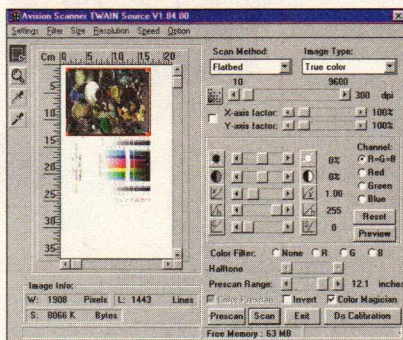 Avision Scanner TWAIN Source V1.84.00
Settings Filter Size Resolution Speed Option
Cm 0 5 10 15 20
5
10
15
20
25
30
35
Image Info:
W: 1908 Pixels L: 1443 Lines
S: 8066 K Bytes
Scan Method: Image Type:
Flatbed True color
10 9600
300 dpi
X-axis factor: 100%
Y-axis factor: 100%
Channel:
0% R=G=B
0% Red
1.00 Green
255 Blue
0 Reset
Preview
Color Filter: None R G B
Halftone
Prescan Range: 12.1 inches
Color Prescan Invert Color Magician
Prescan Scan Exit Do Calibration
Free Memory : 63 MB